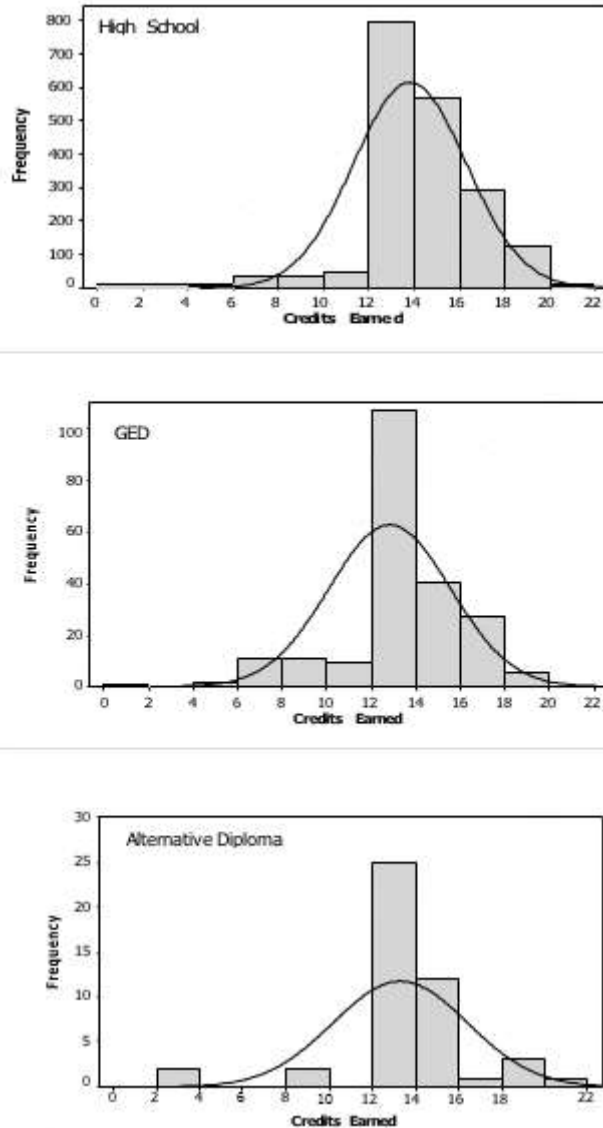 High School
800
700
600
500
400
300
200
100
0
Frequency
0 2 4 6 8 10 12 14 16 18 20 22
Credits Earned
GED
100
80
60
40
20
0
Frequency
0 2 4 6 8 10 12 14 16 18 20 22
Credits Earned
Alternative Diploma
30
25
20
15
10
5
0
Frequency
0 2 4 6 8 10 12 14 16 18 20 22
Credits Earned